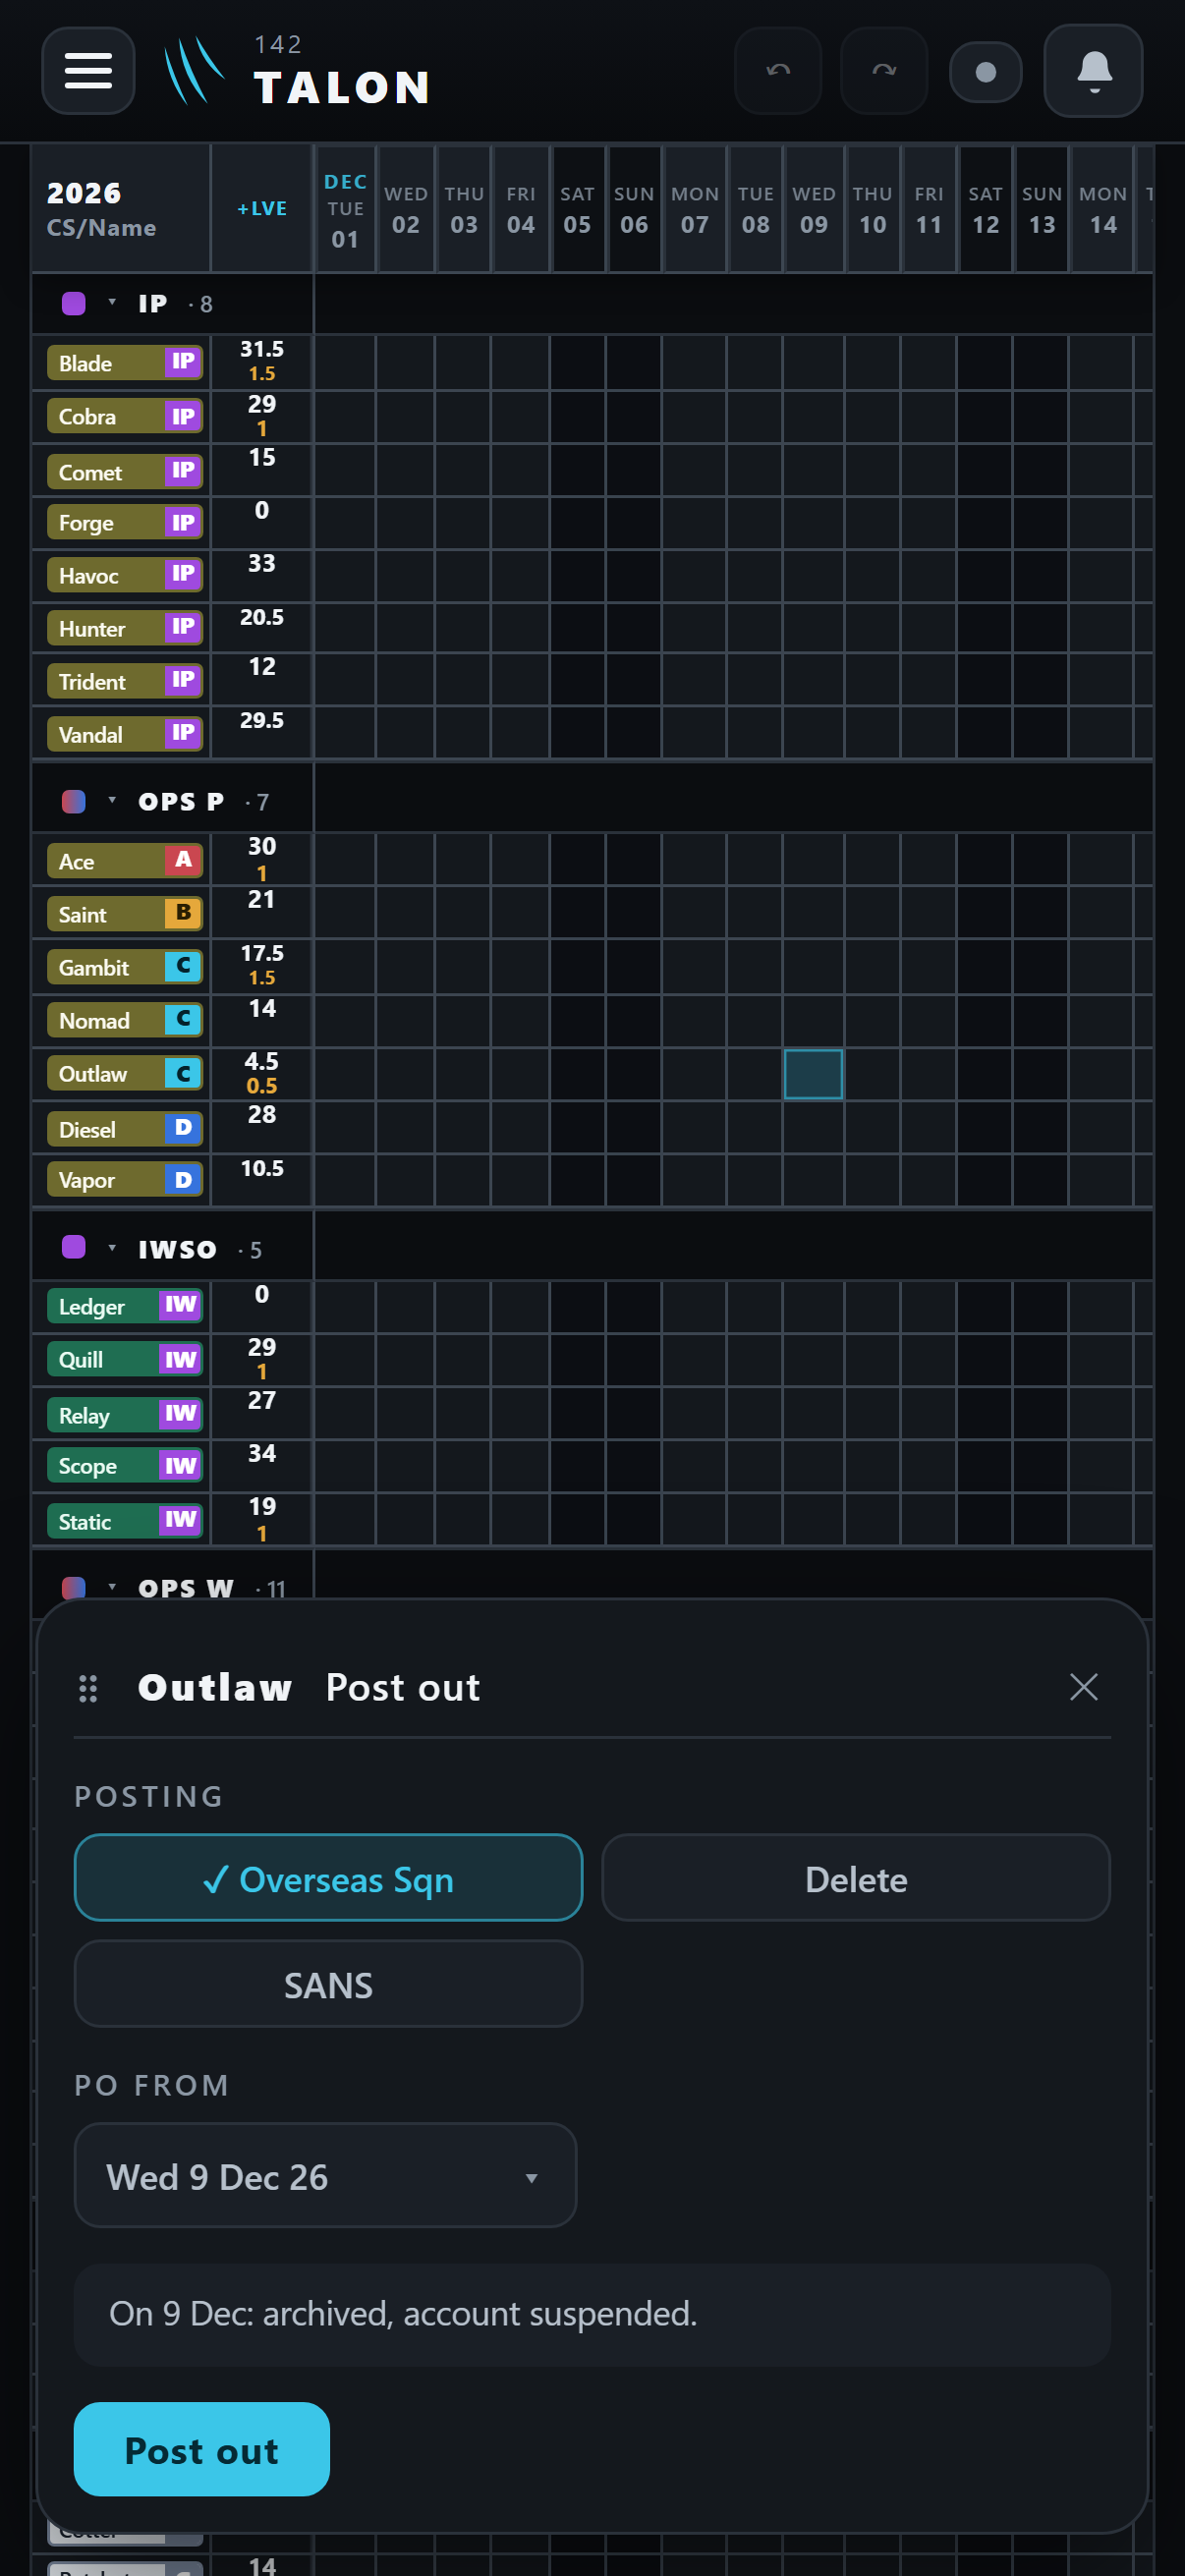 142
TALON
2026
CS/Name
+LVE
DEC
TUE
01
WED
02
THU
03
FRI
04
SAT
05
SUN
06
MON
07
TUE
08
WED
09
THU
10
FRI
11
SAT
12
SUN
13
MON
14
IP · 8
Blade IP 31.5
1.5
Cobra IP 29
1
Comet IP 15
Forge IP 0
Havoc IP 33
Hunter IP 20.5
Trident IP 12
Vandal IP 29.5
OPS P · 7
Ace A 30
1
Saint B 21
Gambit C 17.5
1.5
Nomad C 14
Outlaw C 4.5
0.5
Diesel D 28
Vapor D 10.5
IWSO · 5
Ledger IW 0
Quill IW 29
1
Relay IW 27
Scope IW 34
Static IW 19
1
OPS W · 11
Outlaw Post out
POSTING
✓ Overseas Sqn
Delete
SANS
PO FROM
Wed 9 Dec 26
On 9 Dec: archived, account suspended.
Post out
14